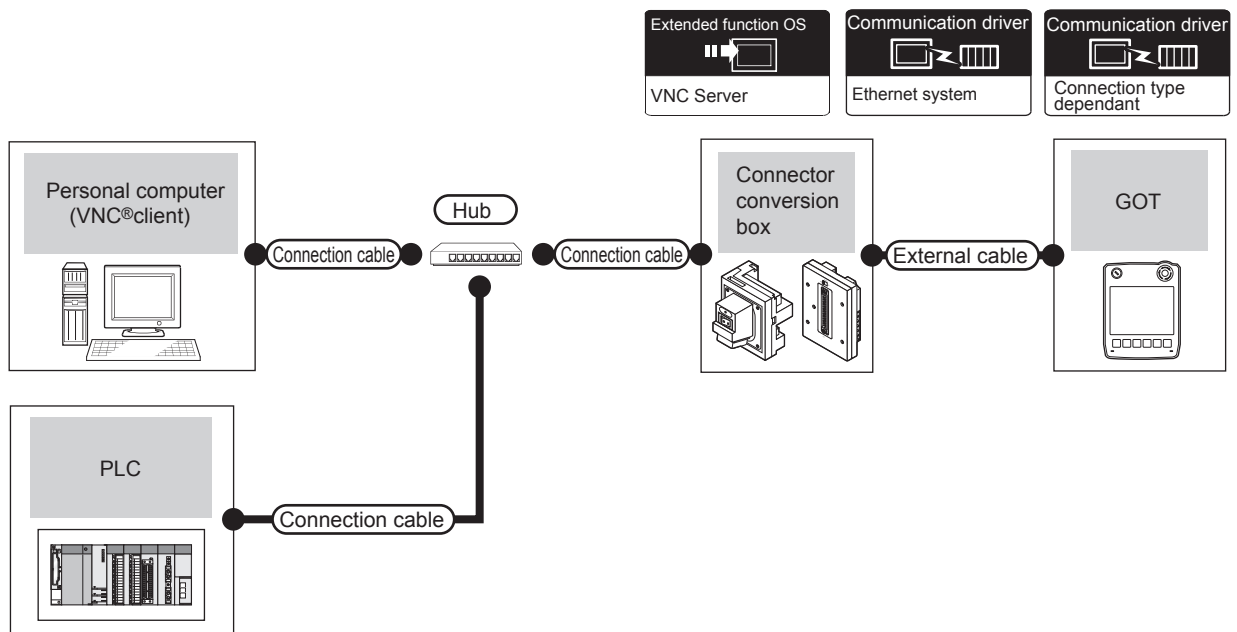 Extended function OS
VNC Server
Communication driver
Ethernet system
Communication driver
Connection type
dependant
Personal computer
(VNC®client)
Connection cable
Hub
Connection cable
Connector
conversion
box
External cable
GOT
PLC
Connection cable